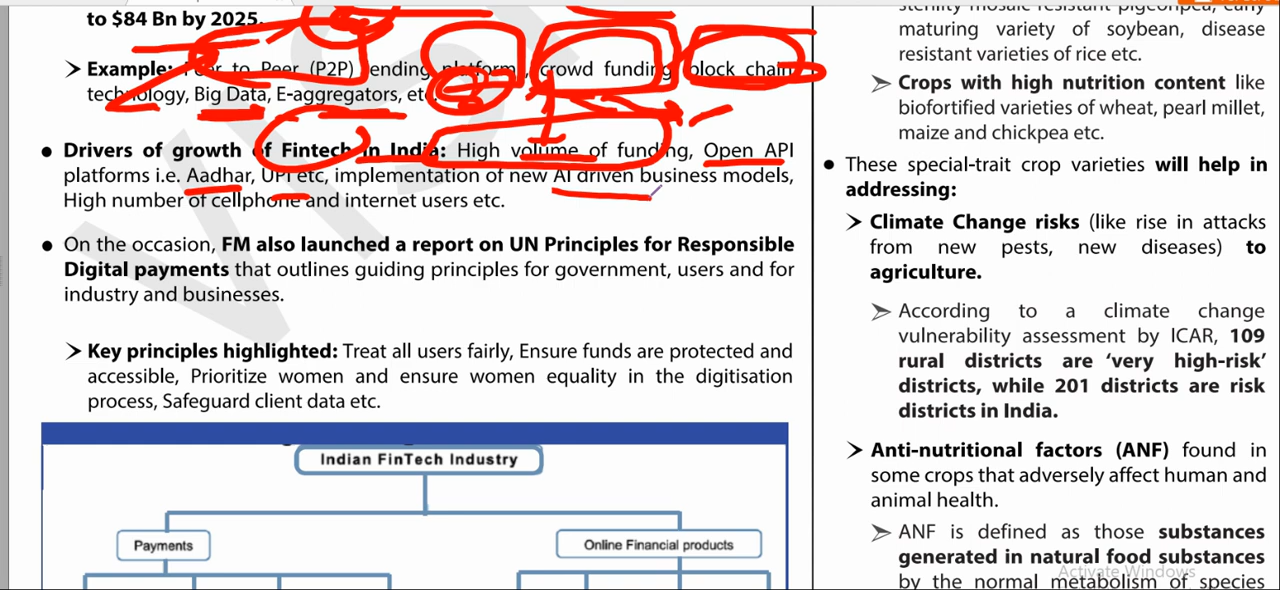 to $84 Bn by 2025.
➢ Example: Peer to Peer (P2P) lending platforms, crowd funding, block chain
technology, Big Data, E-aggregators, etc.
● Drivers of growth of Fintech in India: High volume of funding, Open API
platforms i.e. Aadhar, UPI etc, implementation of new AI driven business models,
High number of cellphone and internet users etc.
● On the occasion, FM also launched a report on UN Principles for Responsible
Digital payments that outlines guiding principles for government, users and for
industry and businesses.
➢ Key principles highlighted: Treat all users fairly, Ensure funds are protected and
accessible, Prioritize women and ensure women equality in the digitisation
process, Safeguard client data etc.
Indian FinTech Industry
Payments
Online Financial products
sterility mosaic resistant pigeonpea, early
maturing variety of soybean, disease
resistant varieties of rice etc.
➢ Crops with high nutrition content like
biofortified varieties of wheat, pearl millet,
maize and chickpea etc.
● These special-trait crop varieties will help in
addressing:
➢ Climate Change risks (like rise in attacks
from new pests, new diseases) to
agriculture.
➢ According to a climate change
vulnerability assessment by ICAR, 109
rural districts are ‘very high-risk’
districts, while 201 districts are risk
districts in India.
➢ Anti-nutritional factors (ANF) found in
some crops that adversely affect human and
animal health.
➢ ANF is defined as those substances
generated in natural food substances
by the normal metabolism of species
Activate Windows